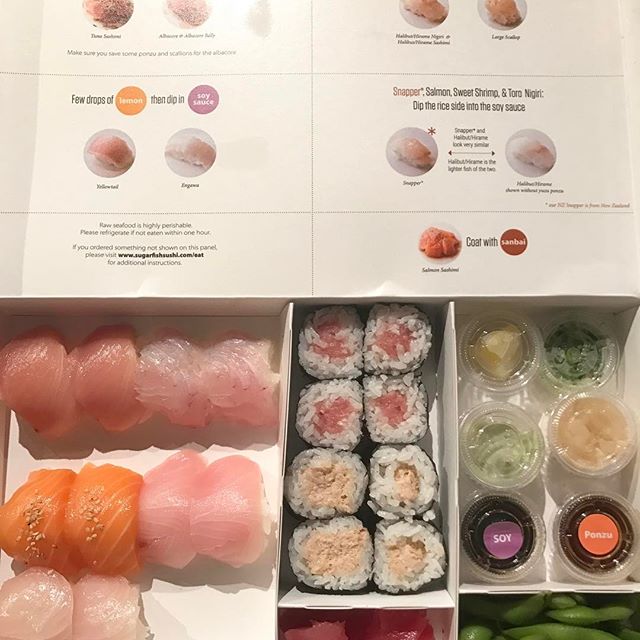 Tuna Sashimi
Albacore & Albacore Belly
Make sure you save some ponzu and scallions for the albacore
Halibut/Hirame Nigiri &
Halibut/Hirame Sashimi
Large Scallop
Few drops of lemon then dip in soy
sauce
Yellowtail
Engawa
Snapper*, Salmon, Sweet Shrimp, & Toro Nigiri:
Dip the rice side into the soy sauce
*
Snapper* and
Halibut/Hirame
look very similar
Halibut/Hirame is the
lighter fish of the two.
Snapper*
Halibut/Hirame
shown without yuzu ponzu
* our NZ Snapper is from New Zealand
Raw seafood is highly perishable.
Please refrigerate if not eaten within one hour.
If you ordered something not shown on this panel,
please visit www.sugarfishsushi.com/eat
for additional instructions.
Coat with sanbai
Salmon Sashimi
SOY
Ponzu